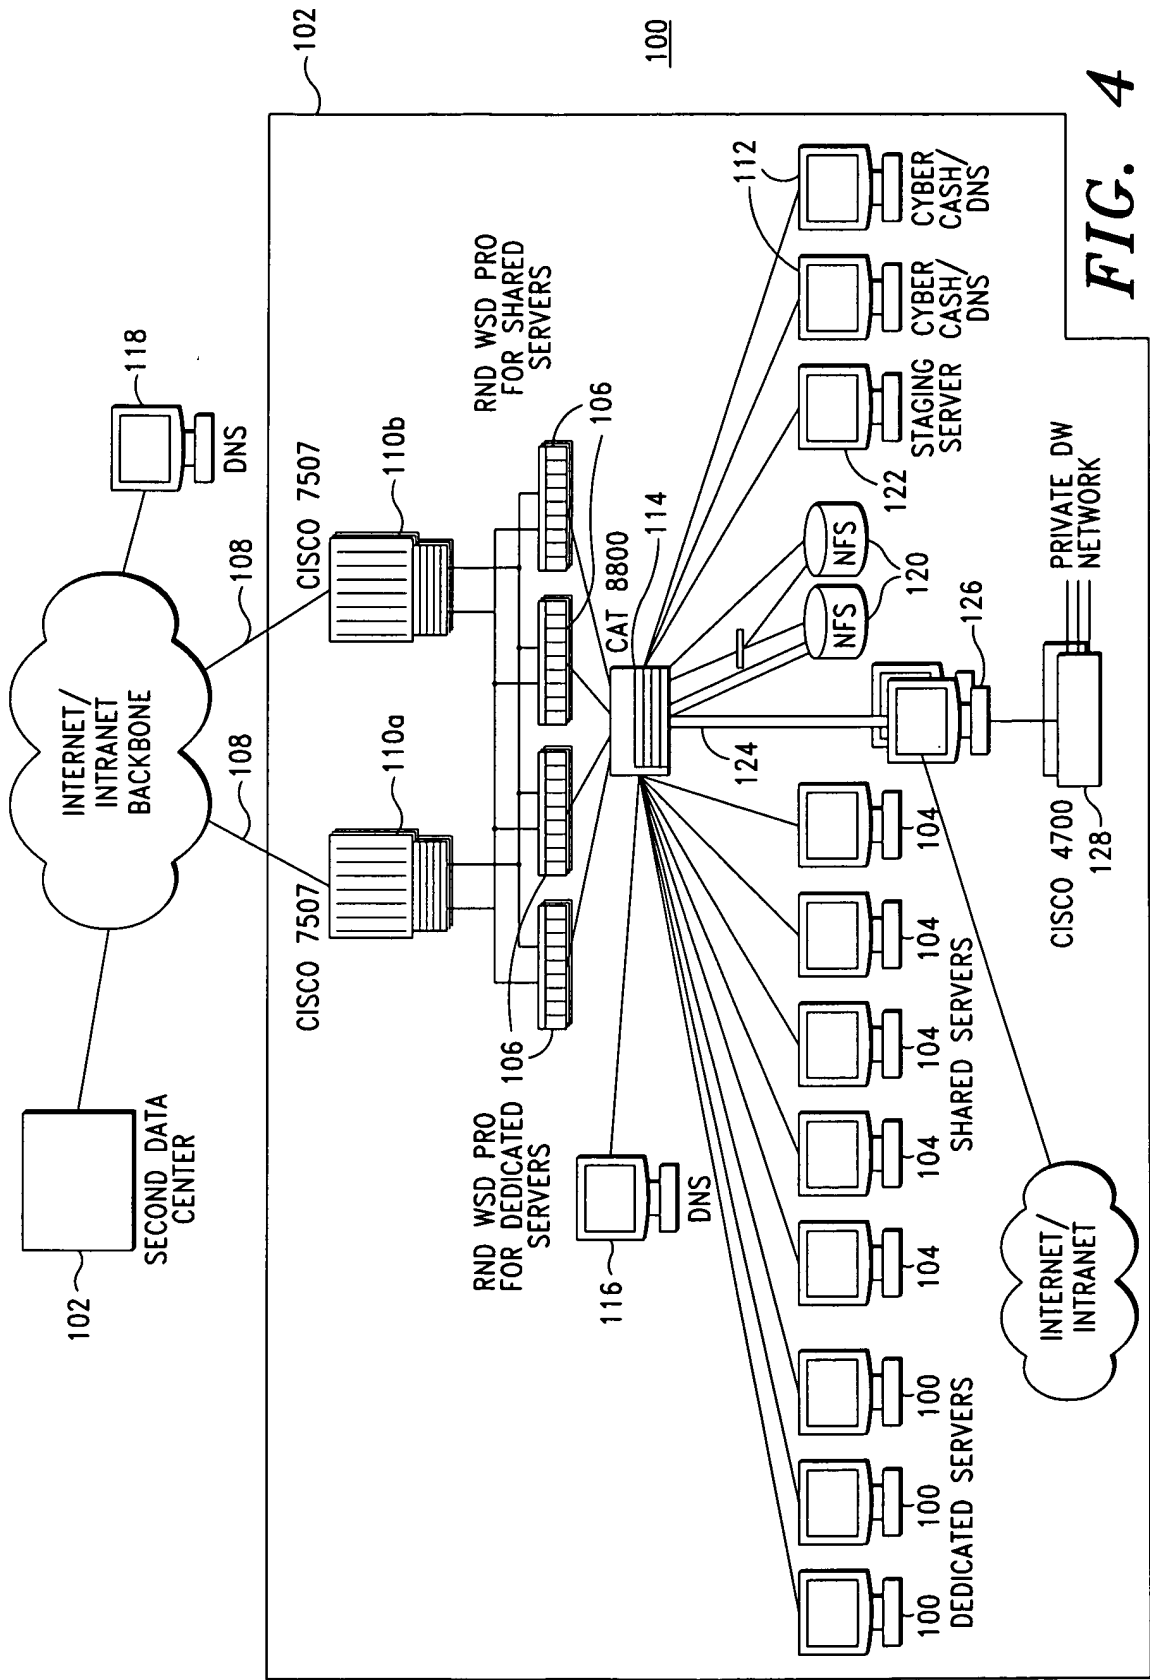 102
SECOND DATA
CENTER
INTERNET/
INTRANET
BACKBONE
118
DNS
108
108
102
CISCO 7507
110a
CISCO 7507
110b
100
RND WSD PRO
FOR DEDICATED
SERVERS
106
106
RND WSD PRO
FOR SHARED
SERVERS
106
116
DNS
CAT 8800
114
112
124
NFS
NFS
120
122
STAGING
SERVER
CYBER
CASH/
DNS
CYBER
CASH/
DNS
100
100
100
DEDICATED SERVERS
104
104
104
104
104
SHARED SERVERS
126
INTERNET/
INTRANET
CISCO 4700
128
PRIVATE DW
NETWORK
FIG. 4